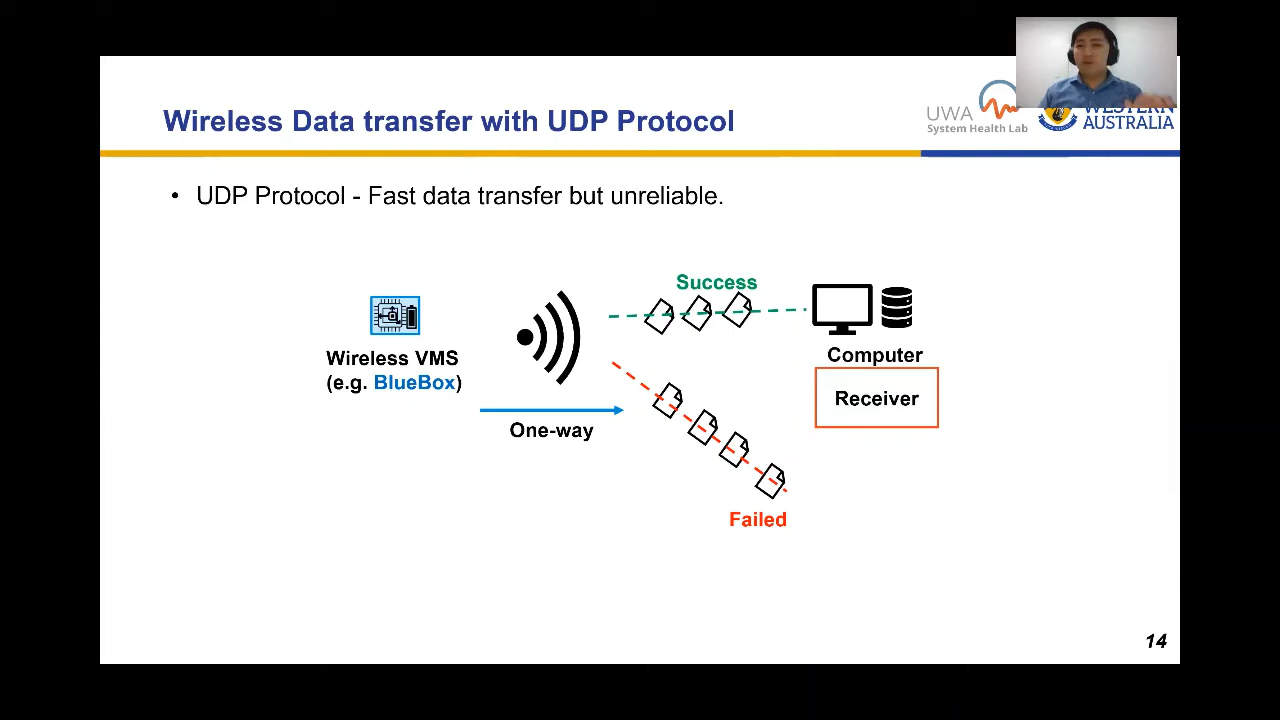 Wireless Data transfer with UDP Protocol
UWA
System Health Lab
WESTERN
AUSTRALIA
• UDP Protocol - Fast data transfer but unreliable.
Success
Wireless VMS
(e.g. BlueBox)
One-way
Computer
Receiver
Failed
14